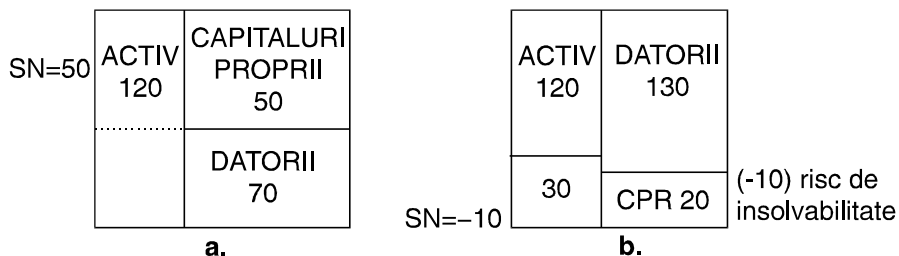 SN=50
ACTIV
120
CAPITALURI
PROPRII
50
DATORII
70
a.
ACTIV
120
DATORII
130
30
CPR 20
SN=–10
(-10) risc de
insolvabilitate
b.